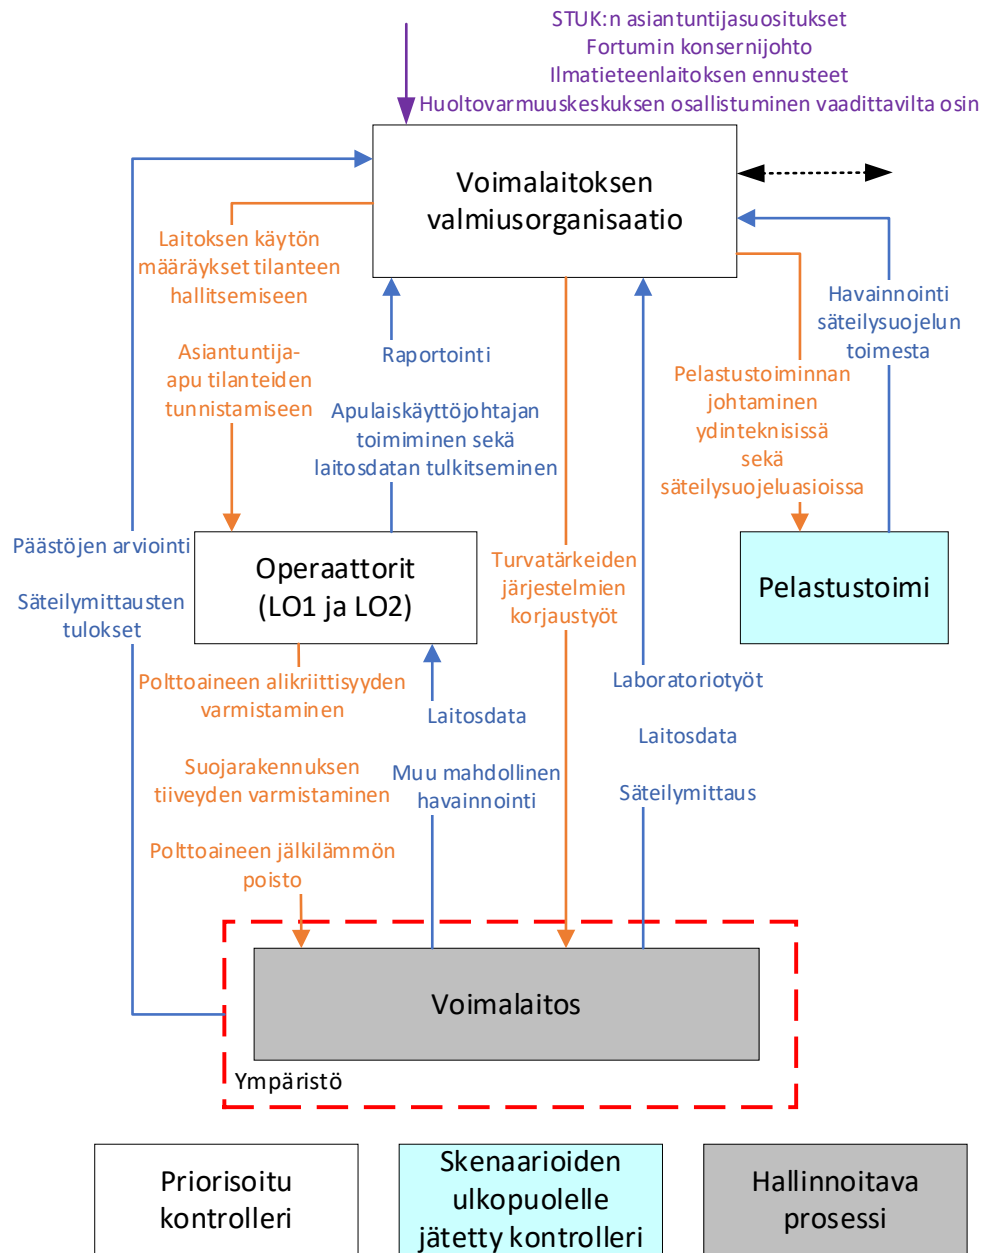 STUK:n asiantuntijasuositukset
Fortumin konsernijohto
Ilmatieteenlaitoksen ennusteet
Huoltovarmuuskeskuksen osallistuminen vaadittavilta osin
Voimalaitoksen
valmiusorganisaatio
Laitoksen käytön
määräykset tilanteen
hallitsemiseen
Asiantuntija-
apu tilanteiden
tunnistamiseen
Raportointi
Apulaiskäyttöjohtajan
toimiminen sekä
laitosdatan tulkitseminen
Havainnointi
säteilysuojelun
toimesta
Pelastustoiminnan
johtaminen
ydinteknisissä
sekä
säteilysuojeluasioissa
Päästöjen arviointi
Säteilymittausten
tulokset
Operaattorit
(LO1 ja LO2)
Turvatärkeiden
järjestelmien
korjaustyöt
Pelastustoimi
Polttoaineen alikriittisyyden
varmistaminen
Suojarakennuksen
tiiveyden varmistaminen
Polttoaineen jälkilämmön
poisto
Laitosdata
Muu mahdollinen
havainnointi
Laboratoriotyöt
Laitosdata
Säteilymittaus
Voimalaitos
Ympäristö
Priorisoitu
kontrolleri
Skenaarioiden
ulkopuolelle
jätetty kontrolleri
Hallinnoitava
prosessi